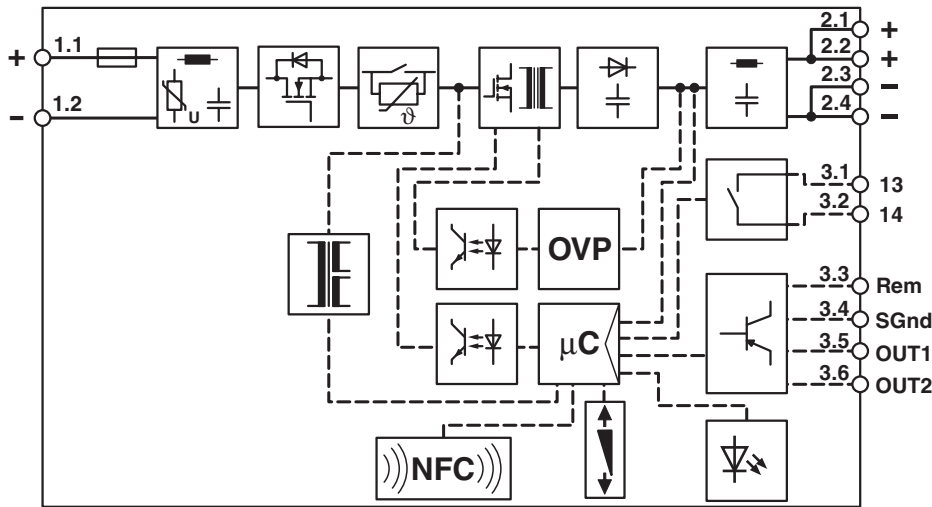 + 1.1
- 1.2
U
ϑ
2.1 +
2.2 +
2.3 −
2.4 −
3.1 13
3.2 14
OVP
µC
3.3 Rem
3.4 SGnd
3.5 OUT1
3.6 OUT2
NFC